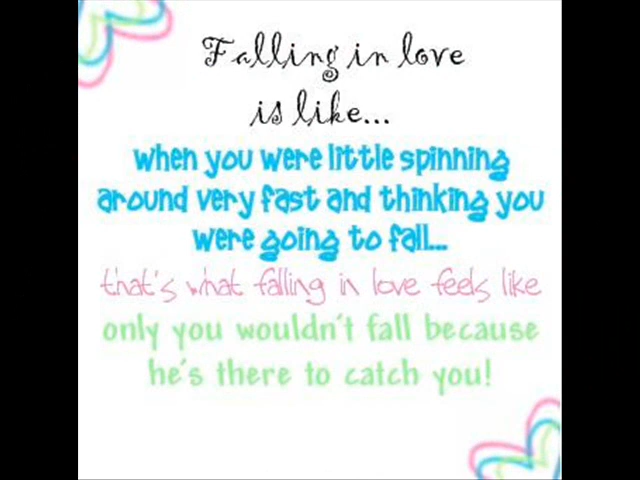 Falling in love
is like...
when you were little spinning
around very fast and thinking you
were going to fall...
that's what falling in love feels like
only you wouldn't fall because
he's there to catch you!